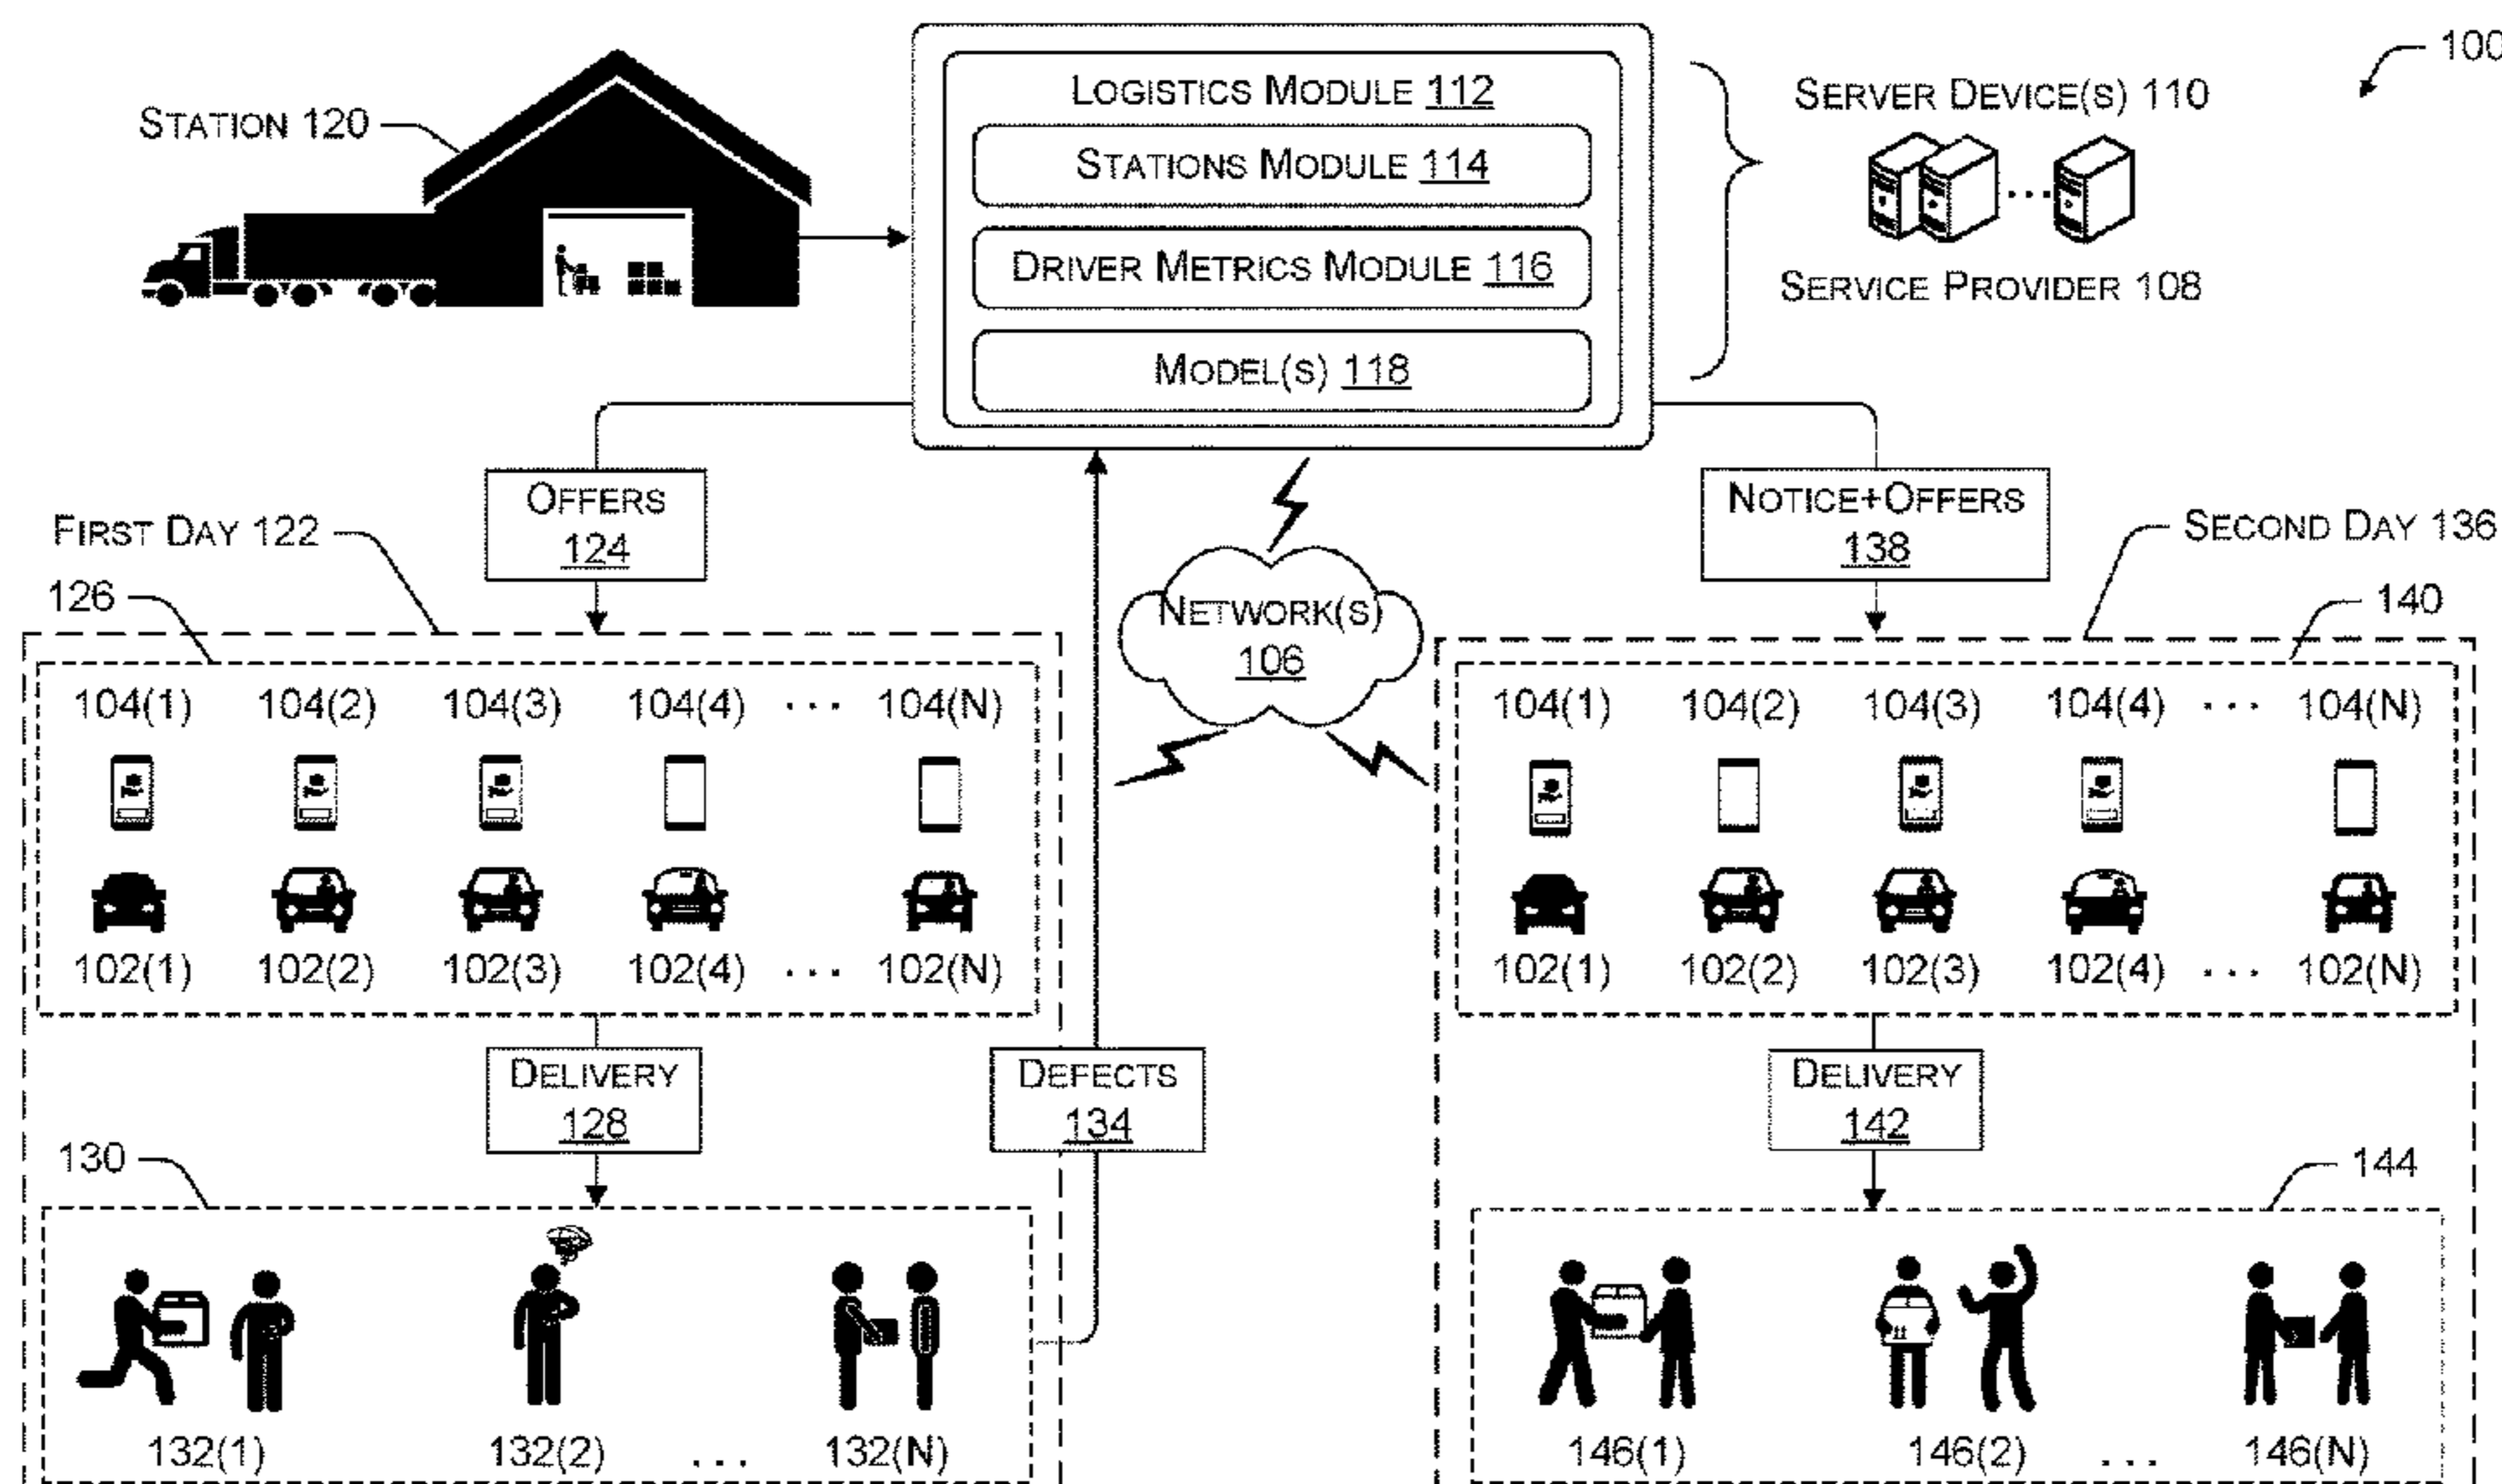 100
STATION 120
LOGISTICS MODULE 112
STATIONS MODULE 114
DRIVER METRICS MODULE 116
MODEL(S) 118
SERVER DEVICE(S) 110
SERVICE PROVIDER 108
OFFERS
124
NOTICE+OFFERS
138
FIRST DAY 122
SECOND DAY 136
126
140
NETWORK(S)
106
104(1) 104(2) 104(3) 104(4) ... 104(N)
102(1) 102(2) 102(3) 102(4) ... 102(N)
104(1) 104(2) 104(3) 104(4) ... 104(N)
102(1) 102(2) 102(3) 102(4) ... 102(N)
DELIVERY
128
DEFECTS
134
DELIVERY
142
130
144
132(1) 132(2) ... 132(N)
146(1) 146(2) ... 146(N)